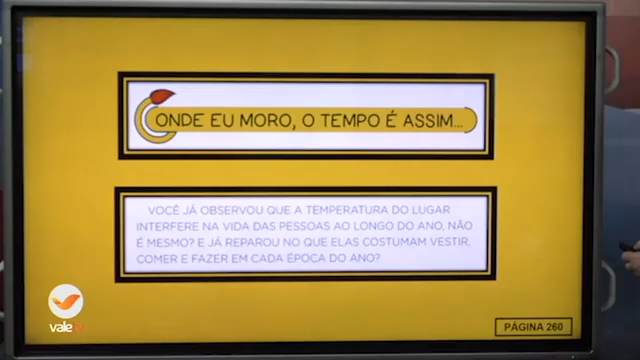 ONDE EU MORO, O TEMPO É ASSIM...
VOCÊ JÁ OBSERVOU QUE A TEMPERATURA DO LUGAR
INTERFERE NA VIDA DAS PESSOAS AO LONGO DO ANO, NÃO
É MESMO? E JÁ REPAROU NO QUE ELAS COSTUMAM VESTIR,
COMER E FAZER EM CADA ÉPOCA DO ANO?
vale
PÁGINA 260